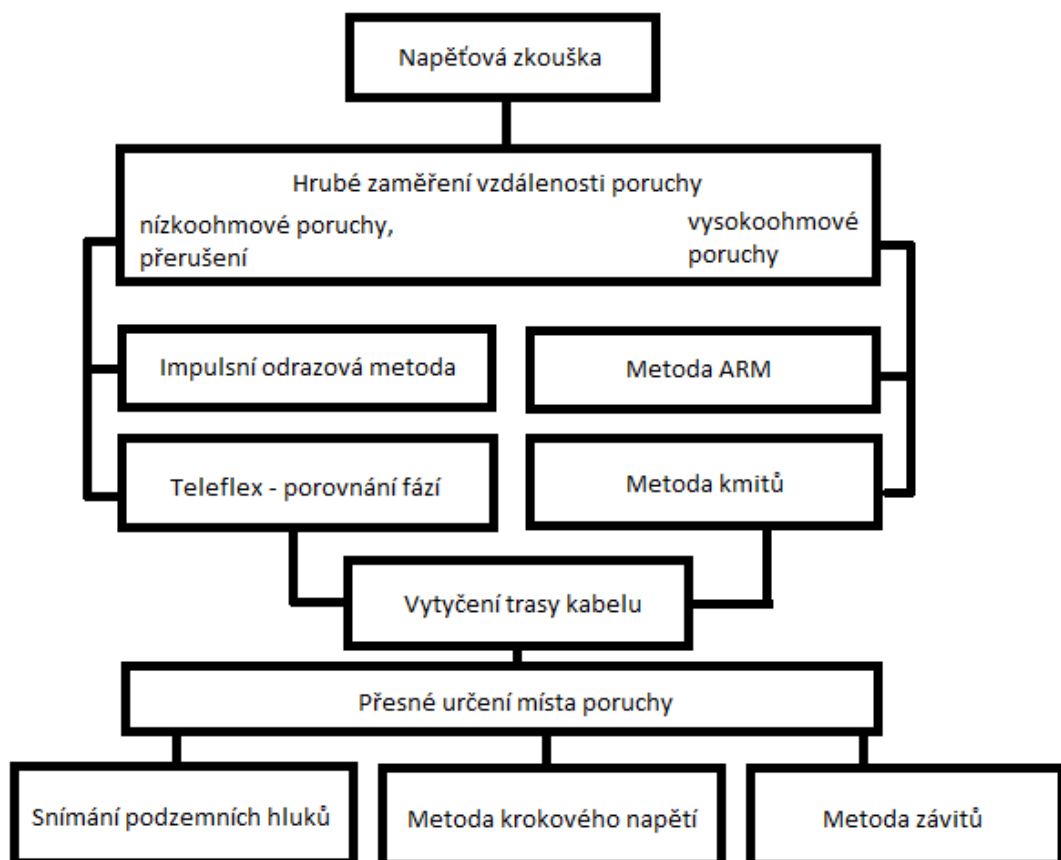 Napěťová zkouška
Hrubé zaměření vzdálenosti poruchy
nízkoohmové poruchy,
přerušení
vysokoohmové
poruchy
Impulsní odrazová metoda
Metoda ARM
Teleflex - porovnání fází
Metoda kmitů
Vytyčení trasy kabelu
Přesné určení místa poruchy
Snímání podzemních hluků
Metoda krokového napětí
Metoda závitů